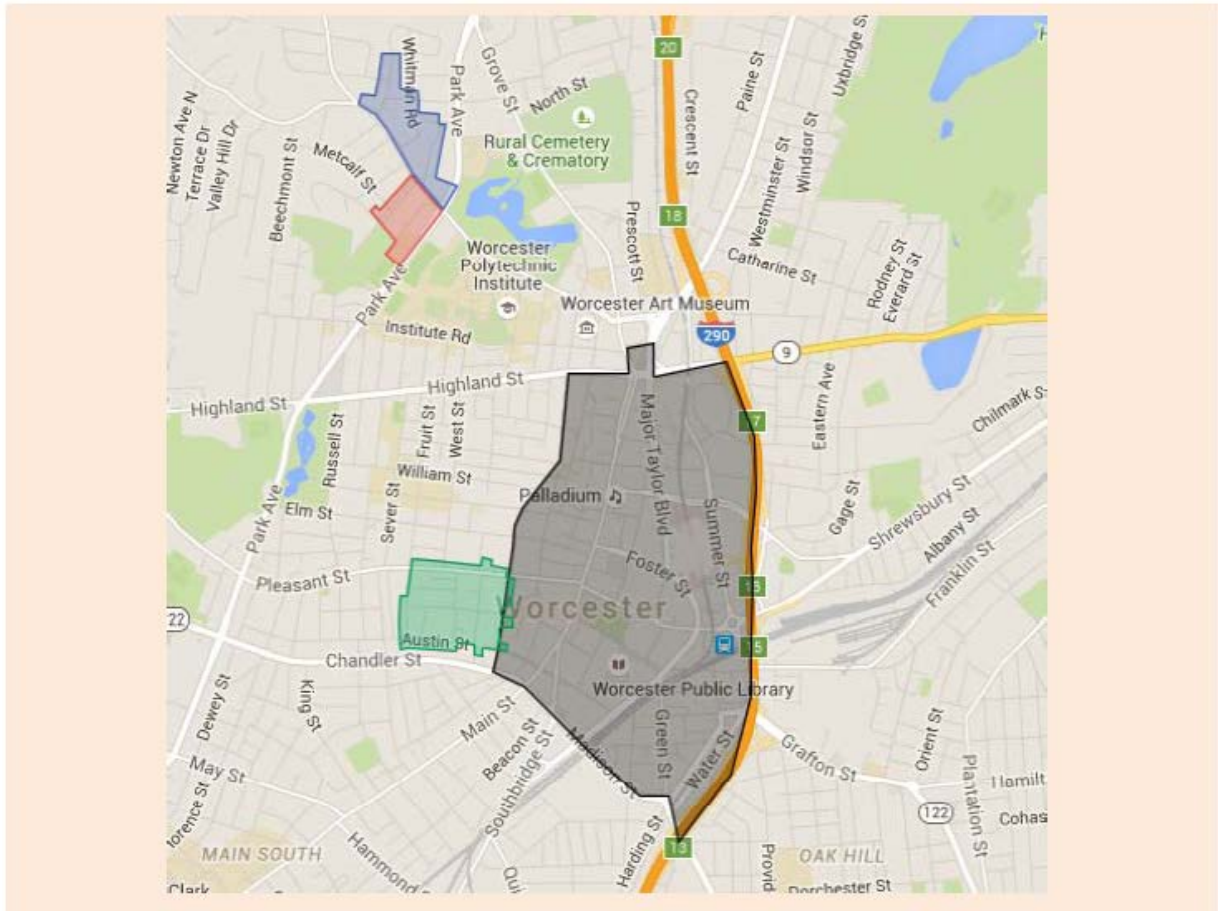 20
Uxbridge St
Whitman Rd
Park Ave
Grove St
North St
Crescent St
Paine St
Newton Ave N
Terrace Dr
Valley Hill Dr
Beechmont St
Metcalf St
Rural Cemetery
& Crematory
Westminster St
Windsor St
18
Prescott St
Worcester
Polytechnic
Institute
Catharine St
Rodney St
Everard St
Park Ave
Worcester Art Museum
Institute Rd
290
9
Highland St
Highland St
Eastern Ave
Chilmark S
Russell St
Fruit St
West St
Major Taylor Blvd
7
William St
Palladium
Sever St
Elm St
Summer St
Gage St
Shrewsbury St
Albany St
Franklin St
Park Ave
Pleasant St
Foster St
16
Worcester
22
Austin St
Chandler St
15
Worcester Public Library
Dewey St
King St
Main St
Beacon St
Southbridge St
Madison St
Green St
Water St
Grafton St
Orient St
Plantation St
May St
Hamilt
122
Cohas
MAIN SOUTH
Hammond
Harding St
13
OAK HILL
Provid
Dorchester St
Clark
Qui